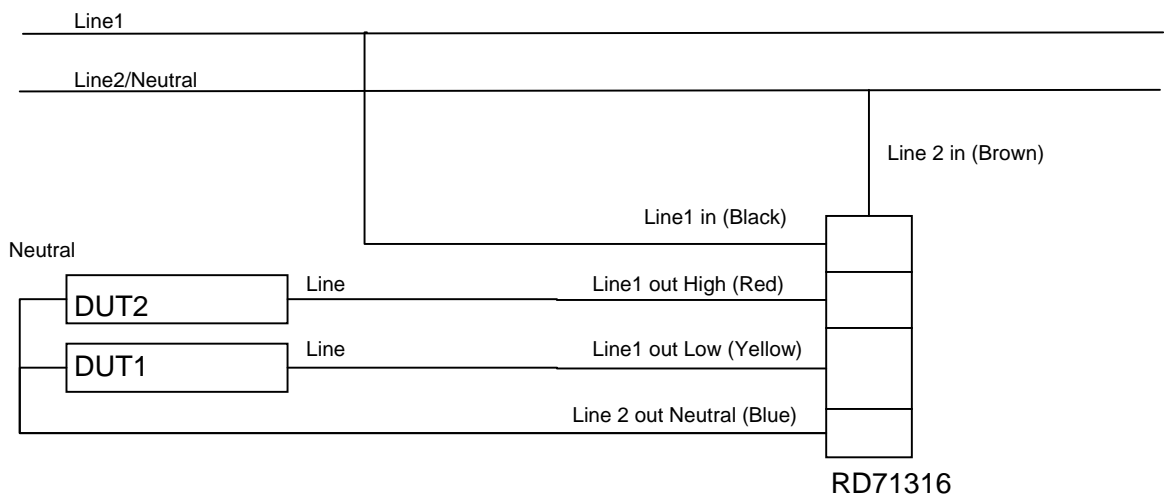 Line1
Line2/Neutral
Line 2 in (Brown)
Line1 in (Black)
Neutral
DUT2
Line
Line1 out High (Red)
DUT1
Line
Line1 out Low (Yellow)
Line 2 out Neutral (Blue)
RD71316